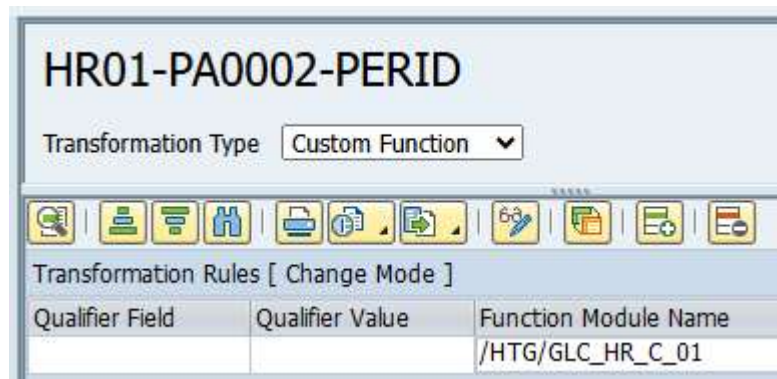 HR01-PA0002-PERID
Transformation Type Custom Function
Transformation Rules [ Change Mode ]
Qualifier Field Qualifier Value Function Module Name
/HTG/GLC_HR_C_01